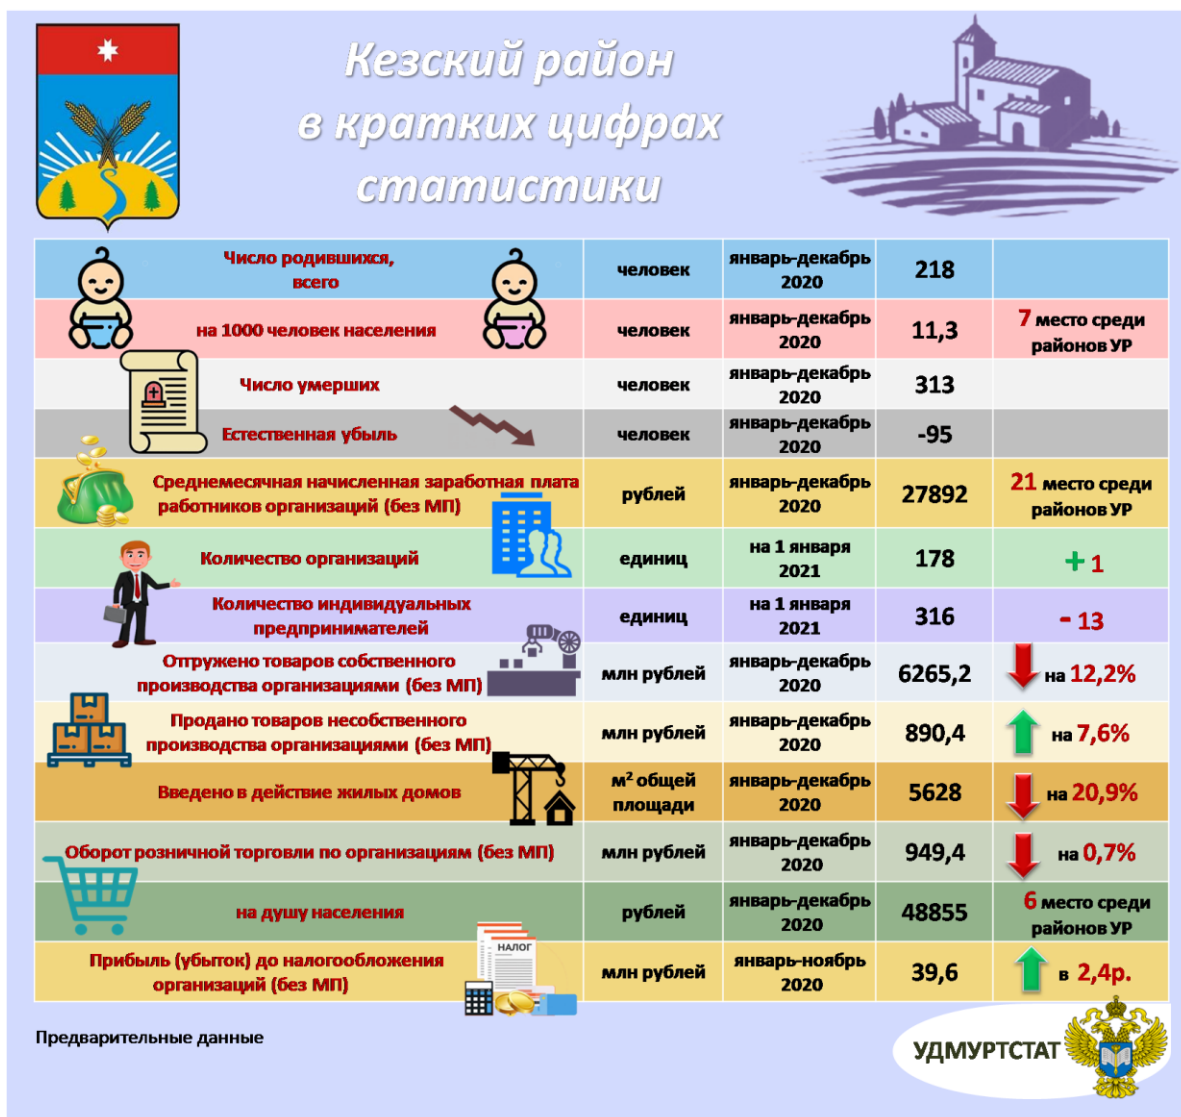 Кезский район
в кратких цифрах
статистики
Число родившихся,
всего
человек
январь-декабрь
2020
218
на 1000 человек населения
человек
январь-декабрь
2020
11,3
7 место среди
районов УР
Число умерших
человек
январь-декабрь
2020
313
Естественная убыль
человек
январь-декабрь
2020
-95
Среднемесячная начисленная заработная плата
работников организаций (без МП)
рублей
январь-декабрь
2020
27892
21 место среди
районов УР
Количество организаций
единиц
на 1 января
2021
178
+ 1
Количество индивидуальных
предпринимателей
единиц
на 1 января
2021
316
- 13
Отгружено товаров собственного
производства организациями (без МП)
млн рублей
январь-декабрь
2020
6265,2
на 12,2%
Продано товаров несобственного
производства организациями (без МП)
млн рублей
январь-декабрь
2020
890,4
на 7,6%
Введено в действие жилых домов
м² общей
площади
январь-декабрь
2020
5628
на 20,9%
Оборот розничной торговли по организациям (без МП)
млн рублей
январь-декабрь
2020
949,4
на 0,7%
на душу населения
рублей
январь-декабрь
2020
48855
6 место среди
районов УР
НАЛОГ
Прибыль (убыток) до налогообложения
организаций (без МП)
млн рублей
январь-ноябрь
2020
39,6
в 2,4р.
Предварительные данные
УДМУРТСТАТ